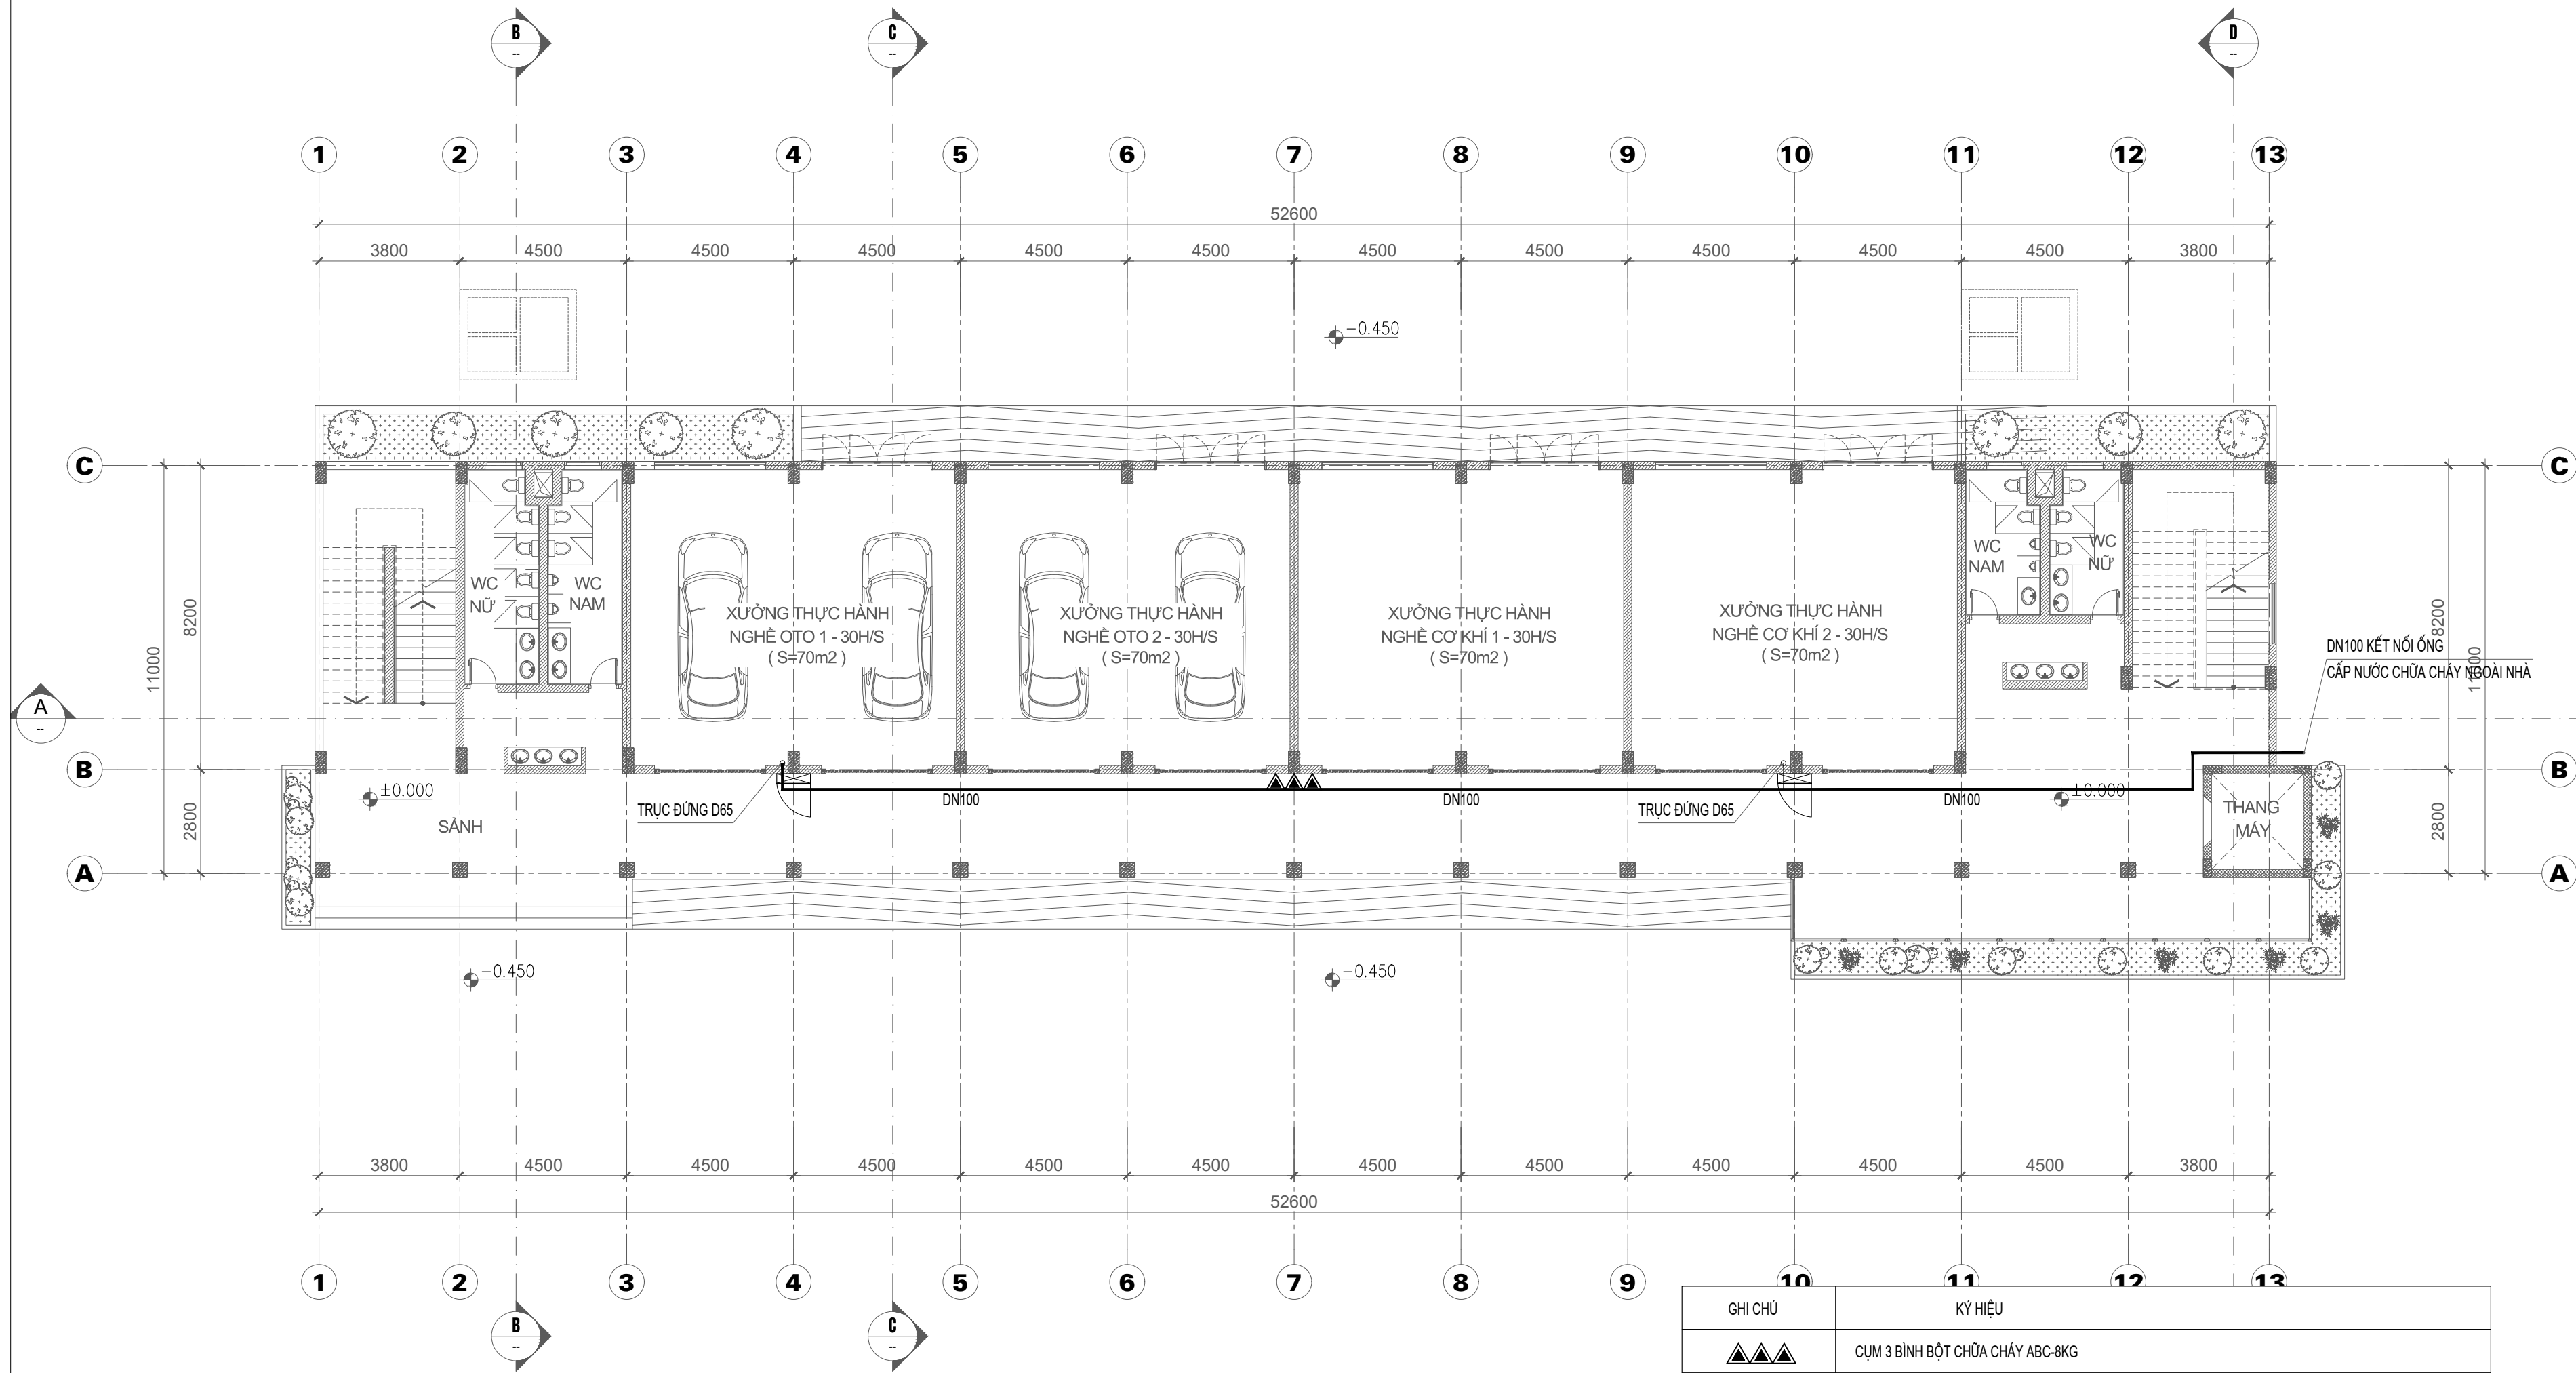 B
--
C
--
D
--
1 2 3 4 5 6 7 8 9 10 11 12 13
52600
3800 4500 4500 4500 4500 4500 4500 4500 4500 4500 4500 3800
-0.450
C C
WC
NỮ
WC
NAM
WC
NAM
WC
NỮ
8200
11000
8200
11000
XƯỞNG THỰC HÀNH
NGHỀ OTO 1 - 30H/S
( S=70m2 )
XƯỞNG THỰC HÀNH
NGHỀ OTO 2 - 30H/S
( S=70m2 )
XƯỞNG THỰC HÀNH
NGHỀ CƠ KHÍ 1 - 30H/S
( S=70m2 )
XƯỞNG THỰC HÀNH
NGHỀ CƠ KHÍ 2 - 30H/S
( S=70m2 )
DN100 KẾT NỐI ỐNG
CẤP NƯỚC CHỮA CHÁY NGOÀI NHÀ
A
--
B B
±0.000
SẢNH
TRỤC ĐỨNG D65
DN100
DN100
TRỤC ĐỨNG D65
DN100
±0.000
THANG
MÁY
2800
2800
A A
-0.450
-0.450
3800 4500 4500 4500 4500 4500 4500 4500 4500 4500 4500 3800
52600
1 2 3 4 5 6 7 8 9 10 11 12 13
B
--
C
--
GHI CHÚ KÝ HIỆU
CỤM 3 BÌNH BỘT CHỮA CHÁY ABC-8KG